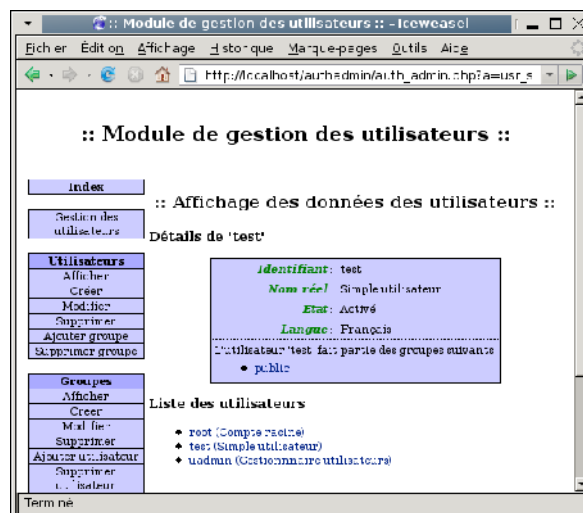 :: Module de gestion des utilisateurs :: - Iceweasel
Fichier Édition Affichage Historique Marque-pages Outils Aide
http://localhost/authadmin/auth_admin.php?a=usr_s
:: Module de gestion des utilisateurs ::
Index
Gestion des
utilisateurs
Utilisateurs
Afficher
Créer
Modifier
Supprimer
Ajouter groupe
Supprimer groupe
Groupes
Afficher
Creer
Modifier
Supprimer
Ajouter utilisateur
Supprimer
utilisateur
:: Affichage des données des utilisateurs ::
Détails de 'test'
Identifiant : test
Nom réel : Simple utilisateur
Etat : Activé
Langue : Français
L'utilisateur 'test' fait partie des groupes suivants
public
Liste des utilisateurs
root (Compte racine)
test (Simple utilisateur)
uadmin (Gestionnnaire utilisateurs)
Terminé